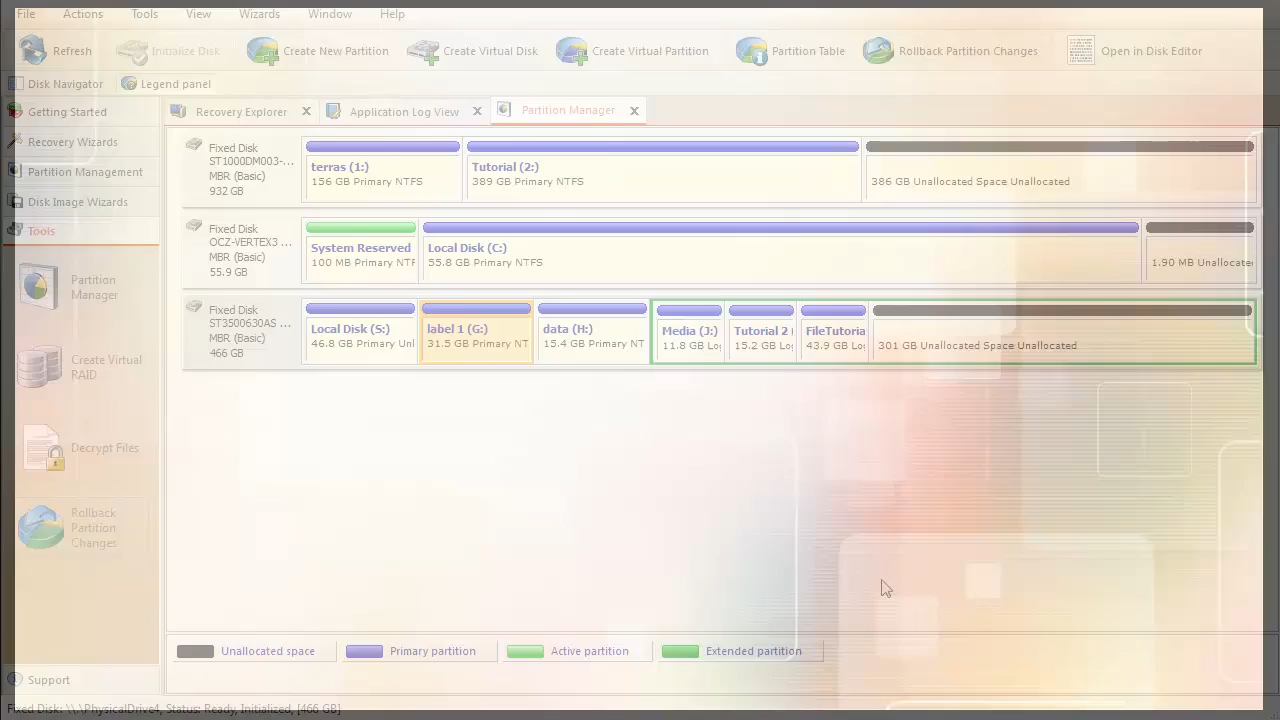 File Actions Tools View Wizards Window Help
Refresh Initialize Disk Create New Partition Create Virtual Disk Create Virtual Partition Partition Table Rollback Partition Changes Open in Disk Editor
Disk Navigator Legend panel
Getting Started
Recovery Wizards
Partition Management
Disk Image Wizards
Tools
Partition
Manager
Create Virtual
RAID
Decrypt Files
Rollback
Partition
Changes
Support
Recovery Explorer Application Log View Partition Manager
Fixed Disk
ST1000DM003-...
MBR (Basic)
932 GB
terras (1:)
156 GB Primary NTFS
Tutorial (2:)
389 GB Primary NTFS
386 GB Unallocated Space Unallocated
Fixed Disk
OCZ-VERTEX3 ...
MBR (Basic)
55.9 GB
System Reserved
100 MB Primary NTF
Local Disk (C:)
55.8 GB Primary NTFS
1.90 MB Unallocate
Fixed Disk
ST3500630AS ...
MBR (Basic)
466 GB
Local Disk (S:)
46.8 GB Primary Unl
label 1 (G:)
31.5 GB Primary NT
data (H:)
15.4 GB Primary NT
Media (J:)
11.8 GB Lo
Tutorial 2
15.2 GB Lo
FileTutoria
43.9 GB Lo
301 GB Unallocated Space Unallocated
Unallocated space Primary partition Active partition Extended partition
Fixed Disk: \\.\PhysicalDrive4, Status: Ready, Initialized, [466 GB]